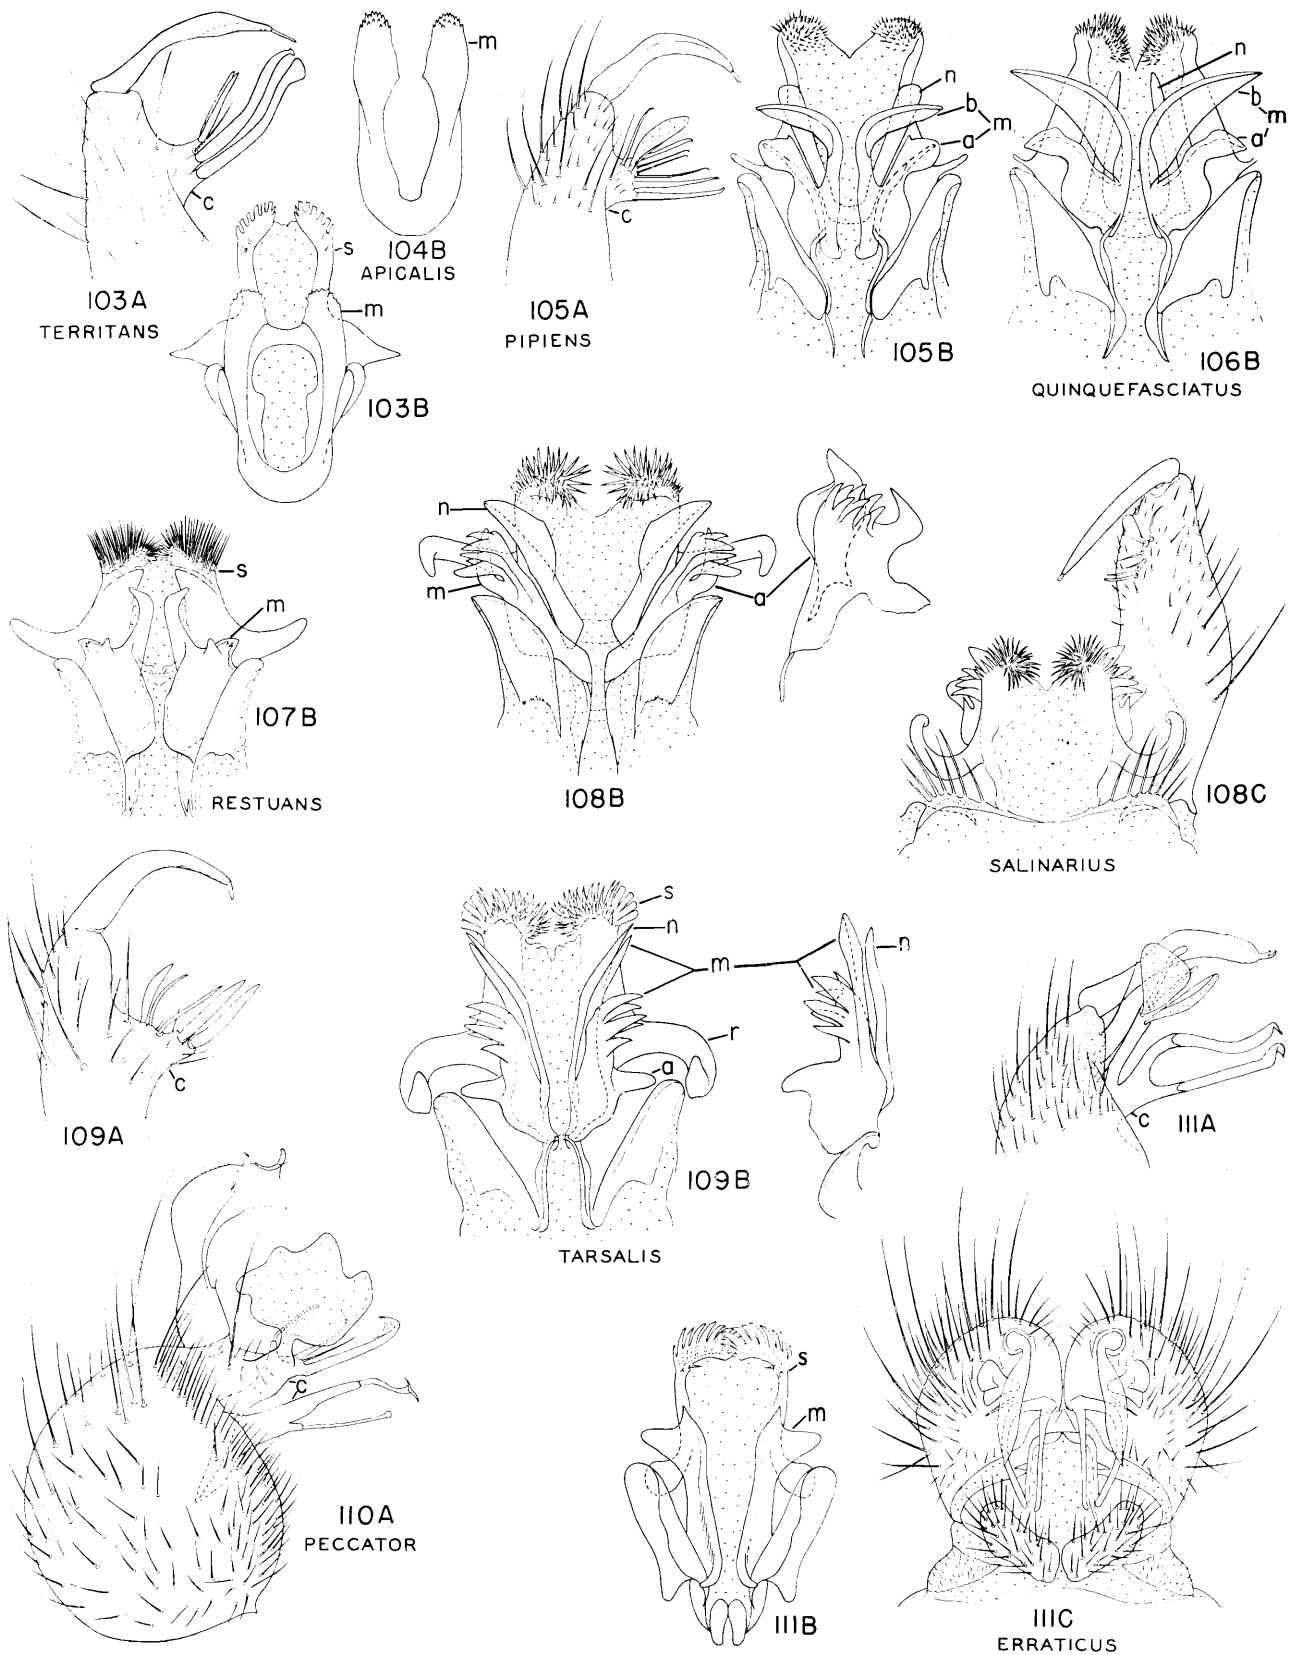 m
104B
APICALIS
c
103A
TERRITANS
s
m
103B
c
105A
PIPIENS
n
b
m
a
105B
n
b
m
a
106B
QUINQUEFASCIATUS
s
m
107B
RESTUANS
n
m
a
108B
108C
SALINARIUS
c
109A
s
n
m
n
r
a
109B
TARSALIS
c
111A
c
110A
PECCATOR
s
m
111B
111C
ERRATICUS